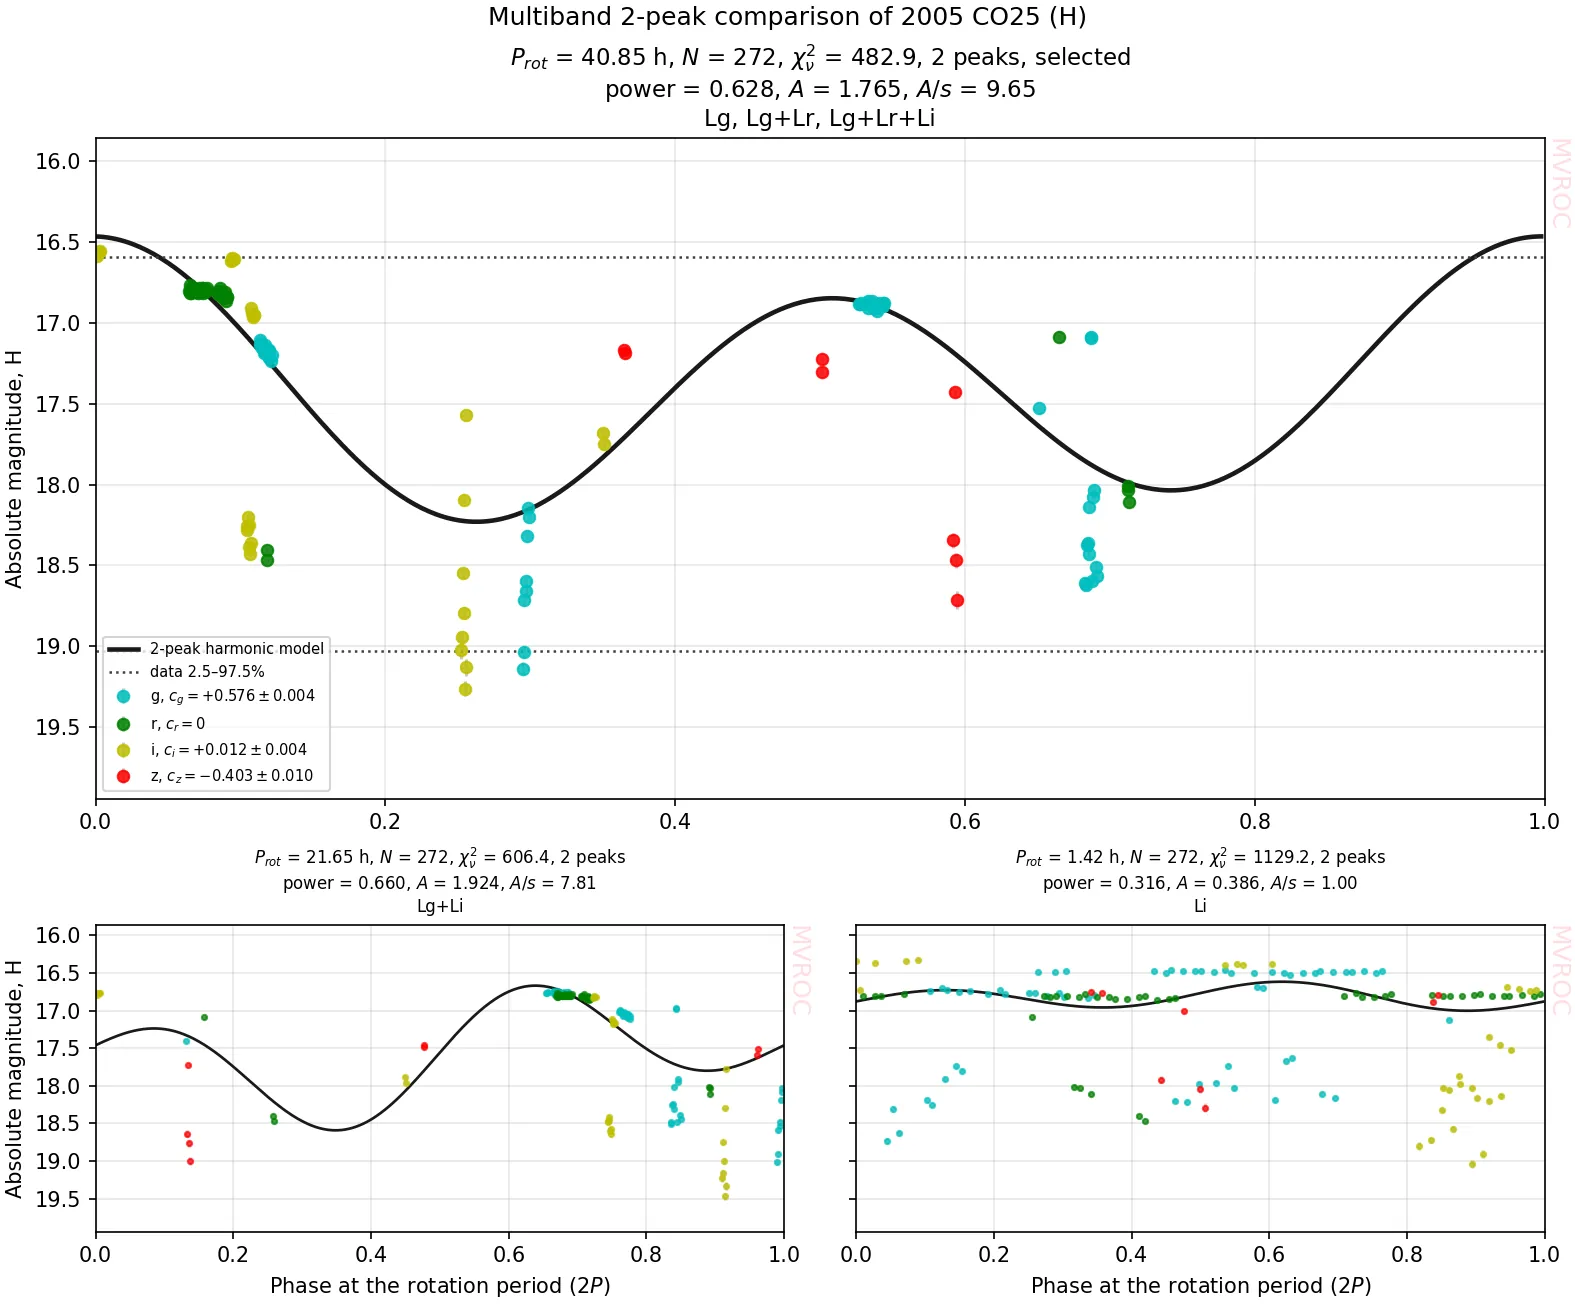 Multiband 2-peak comparison of 2005 CO25 (H)
P_rot = 40.85 h, N = 272, χ²_ν = 482.9, 2 peaks, selected
power = 0.628, A = 1.765, A/s = 9.65
Lg, Lg+Lr, Lg+Lr+Li
16.0
16.5
17.0
17.5
18.0
18.5
19.0
19.5
Absolute magnitude, H
MVROC
2-peak harmonic model
data 2.5–97.5%
g, c_g = +0.576 ± 0.004
r, c_r = 0
i, c_i = +0.012 ± 0.004
z, c_z = −0.403 ± 0.010
0.0 0.2 0.4 0.6 0.8 1.0
P_rot = 21.65 h, N = 272, χ²_ν = 606.4, 2 peaks
power = 0.660, A = 1.924, A/s = 7.81
Lg+Li
16.0
16.5
17.0
17.5
18.0
18.5
19.0
19.5
Absolute magnitude, H
MVROC
0.0 0.2 0.4 0.6 0.8 1.0
Phase at the rotation period (2P)
P_rot = 1.42 h, N = 272, χ²_ν = 1129.2, 2 peaks
power = 0.316, A = 0.386, A/s = 1.00
Li
MVROC
0.0 0.2 0.4 0.6 0.8 1.0
Phase at the rotation period (2P)